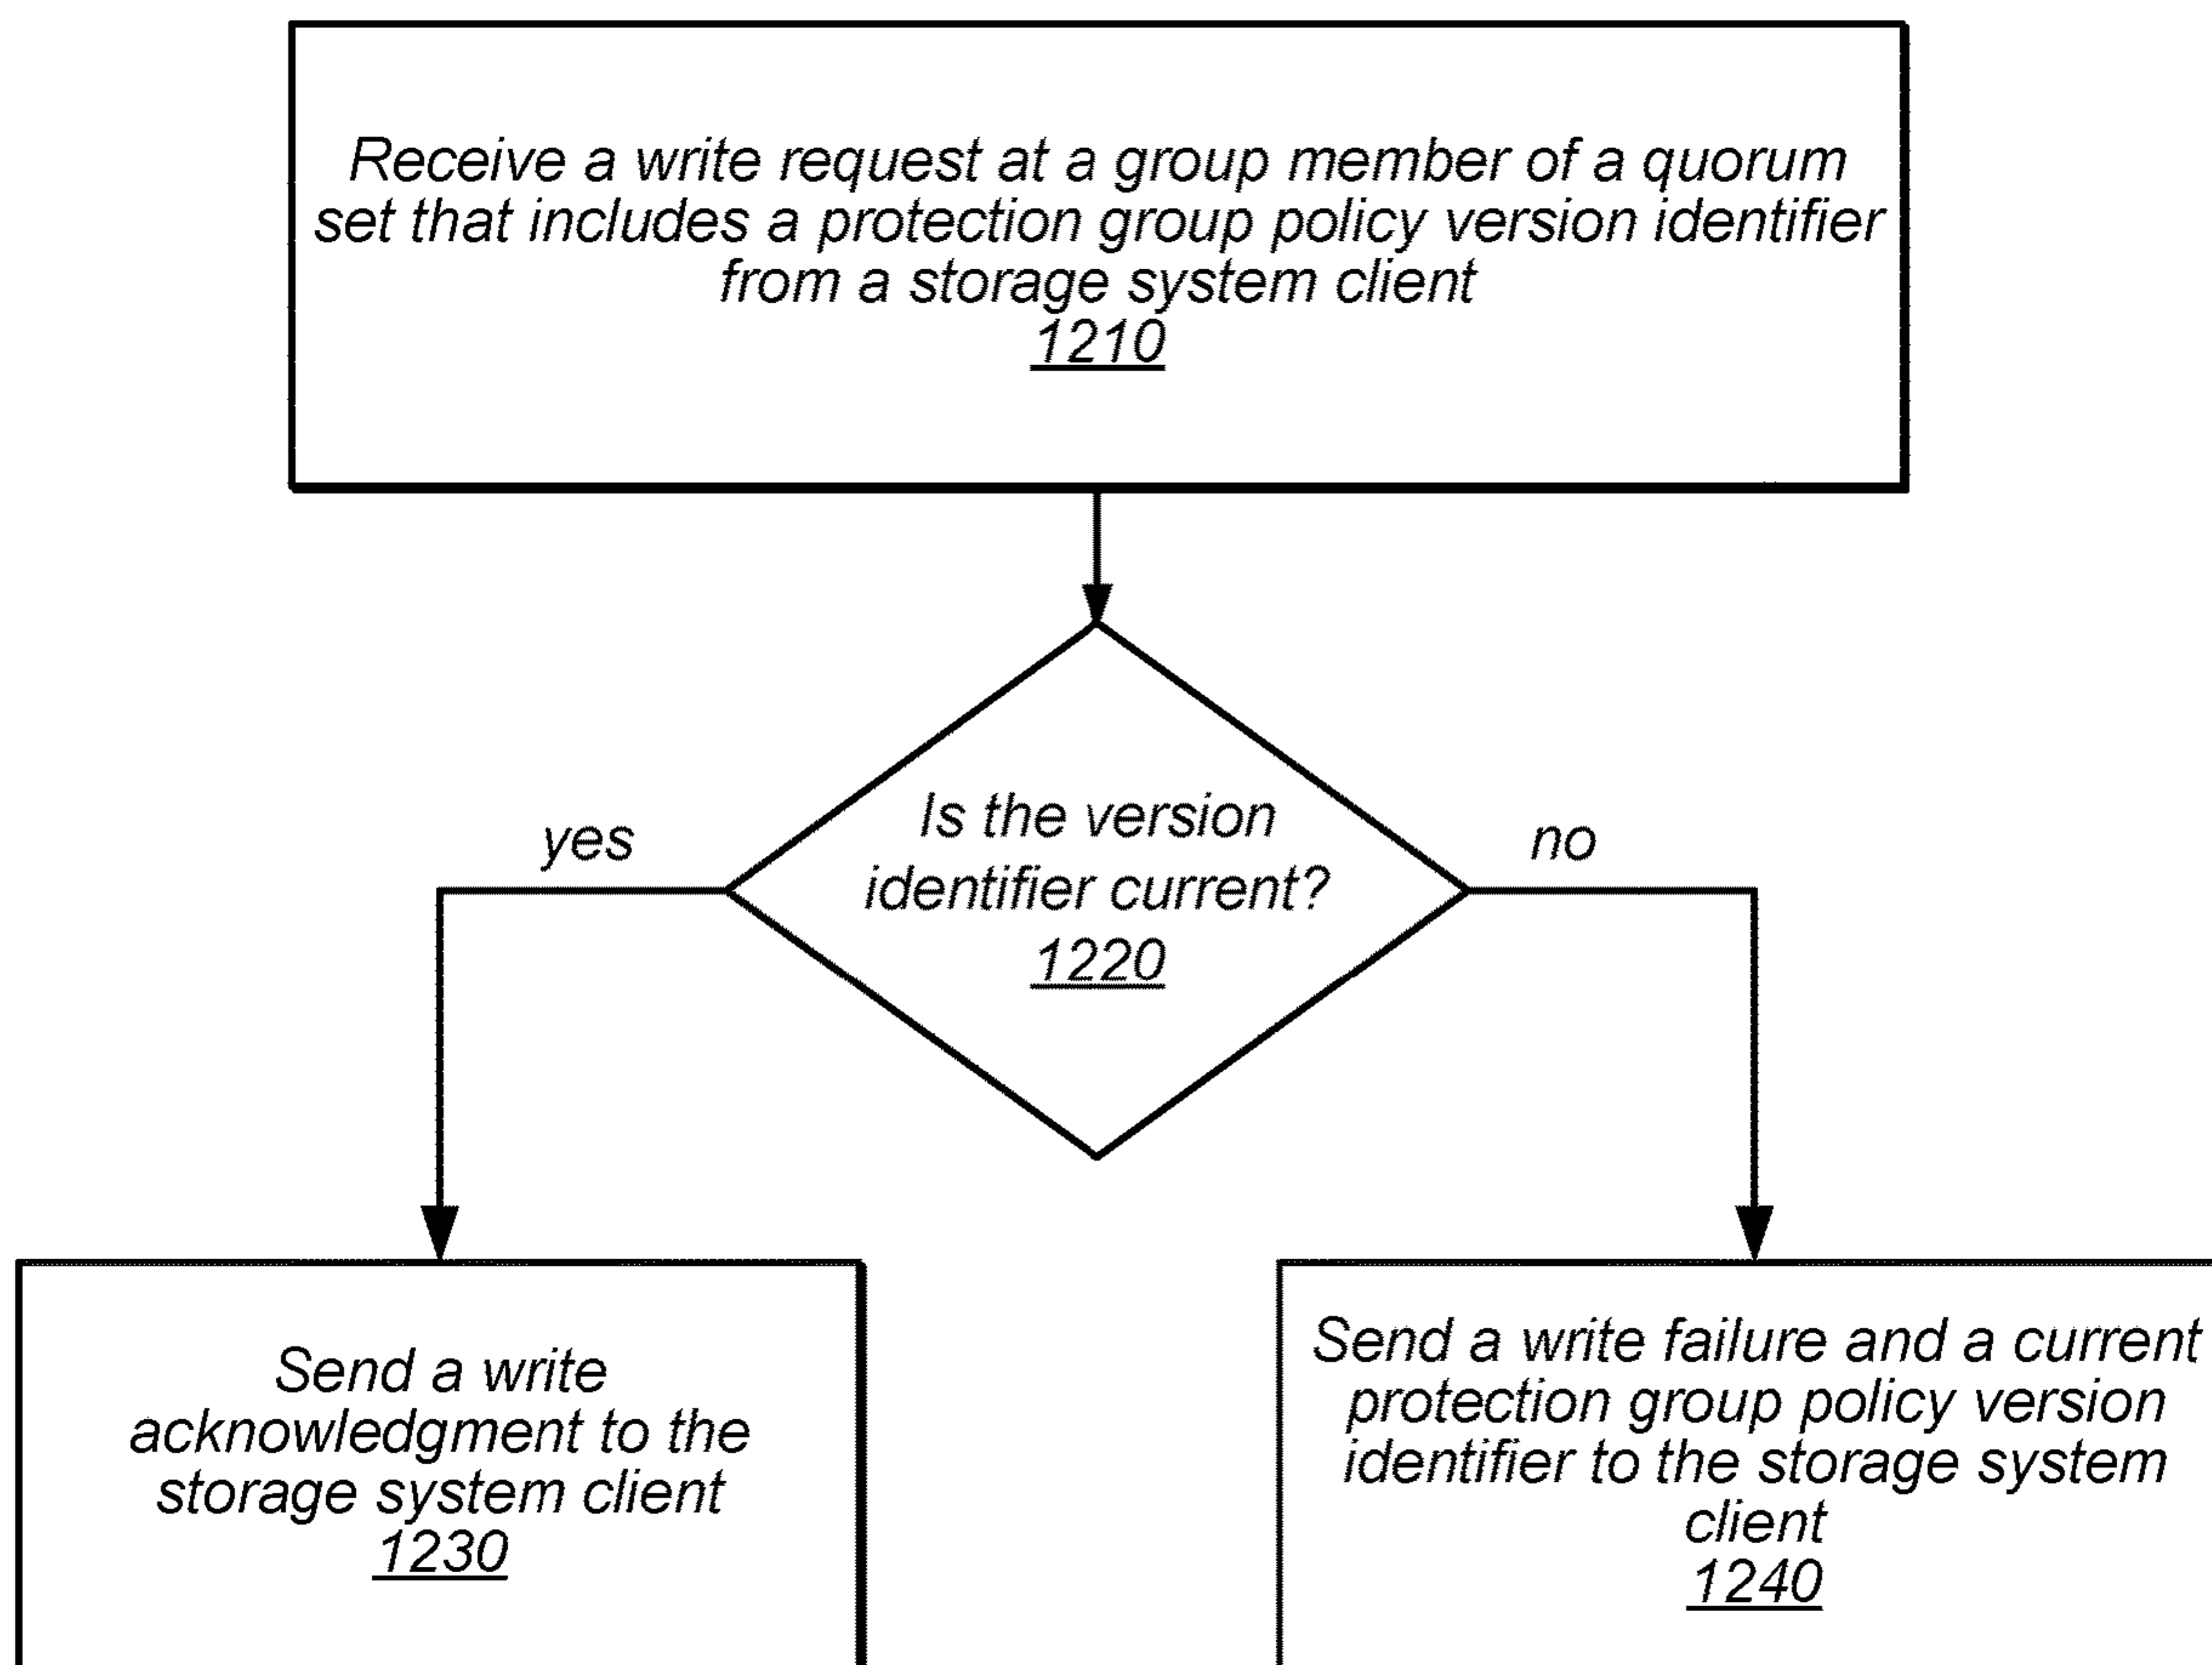 Receive a write request at a group member of a quorum
set that includes a protection group policy version identifier
from a storage system client
1210
Is the version
identifier current?
1220
yes
no
Send a write
acknowledgment to the
storage system client
1230
Send a write failure and a current
protection group policy version
identifier to the storage system
client
1240